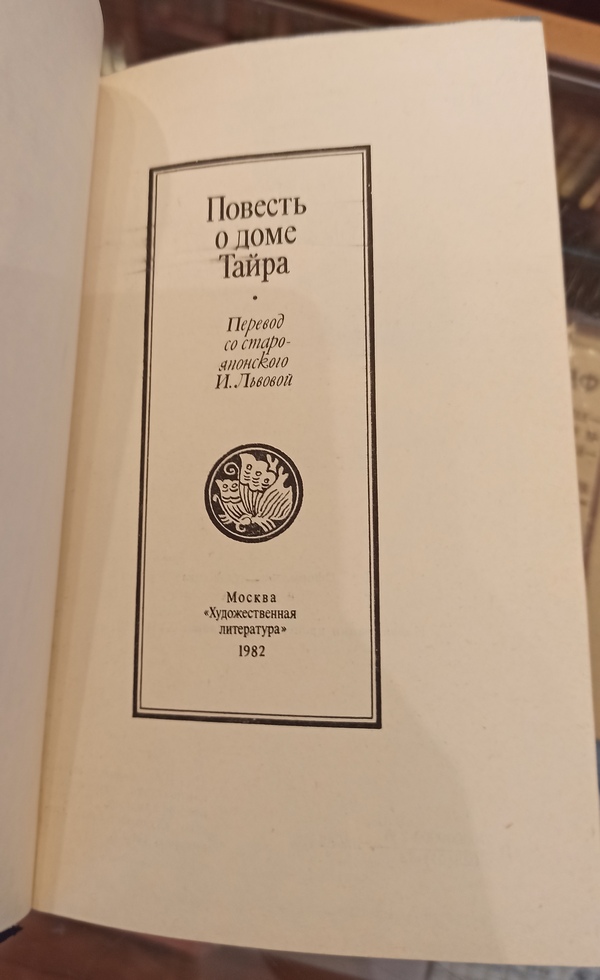 Повесть
о доме
Тайра
•
Перевод
со старо-
японского
И. Львовой
Москва
«Художественная
литература»
1982